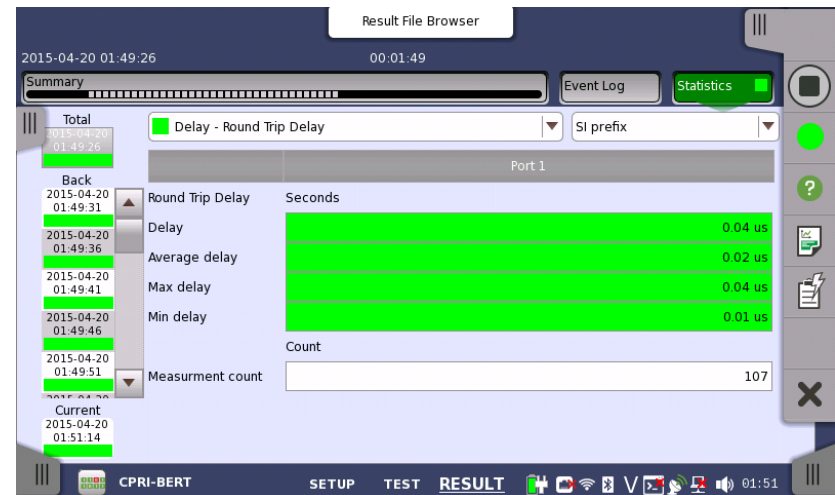 Result File Browser
2015-04-20 01:49:26 00:01:49
Summary Event Log Statistics
Total
2015-04-20
01:49:26
Delay - Round Trip Delay SI prefix
Port 1
Back
2015-04-20
01:49:31
2015-04-20
01:49:36
2015-04-20
01:49:41
2015-04-20
01:49:46
2015-04-20
01:49:51
Current
2015-04-20
01:51:14
Round Trip Delay Seconds
Delay 0.04 us
Average delay 0.02 us
Max delay 0.04 us
Min delay 0.01 us
Count
Measurment count 107
CPRI-BERT SETUP TEST RESULT 01:51